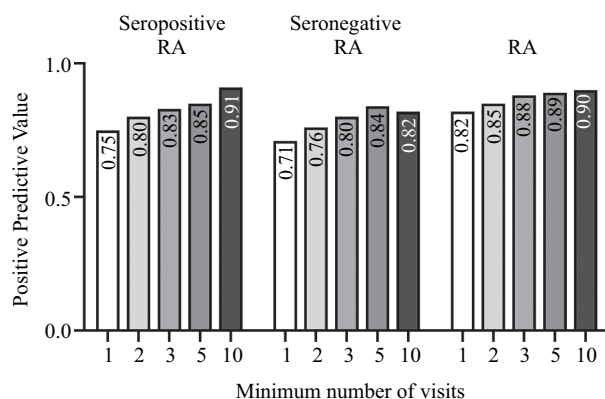 Seropositive
RA
Seronegative
RA
RA
Positive Predictive Value
1.0
0.5
0.0
0.75
0.80
0.83
0.85
0.91
0.71
0.76
0.80
0.84
0.82
0.82
0.85
0.88
0.89
0.90
1 2 3 5 10 1 2 3 5 10 1 2 3 5 10
Minimum number of visits